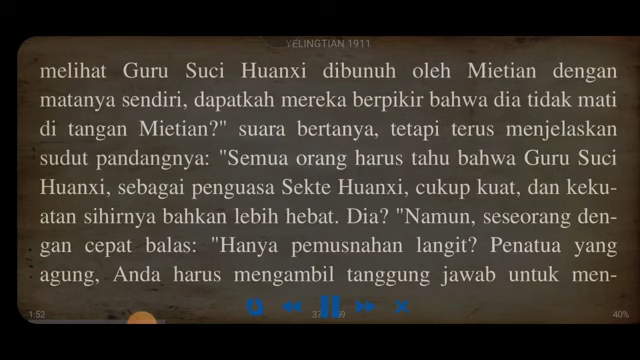 YELINGTIAN 1911
melihat Guru Suci Huanxi dibunuh oleh Mietian dengan
matanya sendiri, dapatkah mereka berpikir bahwa dia tidak mati
di tangan Mietian?" suara bertanya, tetapi terus menjelaskan
sudut pandangnya: "Semua orang harus tahu bahwa Guru Suci
Huanxi, sebagai penguasa Sekte Huanxi, cukup kuat, dan keku-
atan sihirnya bahkan lebih hebat. Dia? "Namun, seseorang den-
gan cepat balas: "Hanya pemusnahan langit? Penatua yang
agung, Anda harus mengambil tanggung jawab untuk men-
1:52
40%